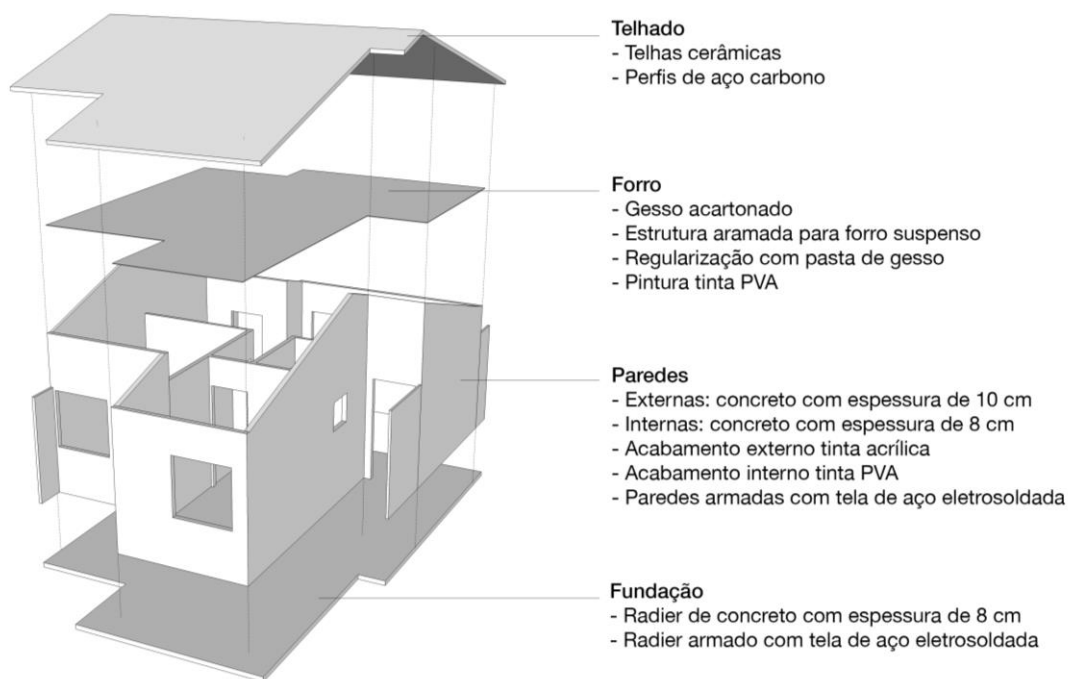 Telhado
- Telhas cerâmicas
- Perfis de aço carbono
Forro
- Gesso acartonado
- Estrutura aramada para forro suspenso
- Regularização com pasta de gesso
- Pintura tinta PVA
Paredes
- Externas: concreto com espessura de 10 cm
- Internas: concreto com espessura de 8 cm
- Acabamento externo tinta acrílica
- Acabamento interno tinta PVA
- Paredes armadas com tela de aço eletrosoldada
Fundação
- Radier de concreto com espessura de 8 cm
- Radier armado com tela de aço eletrosoldada